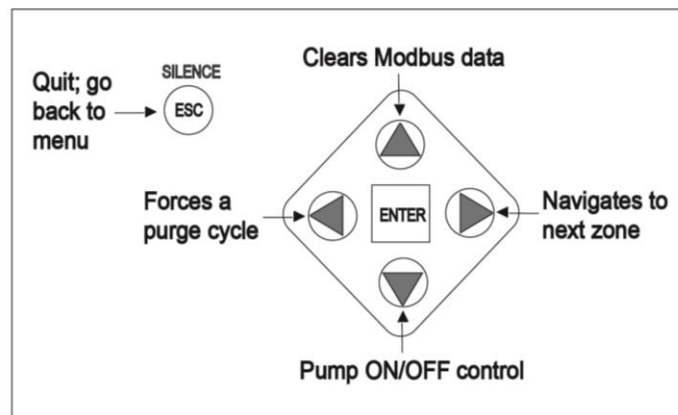 Clears Modbus data
SILENCE
Quit; go
back to
menu
ESC
Forces a
purge cycle
ENTER
Navigates to
next zone
Pump ON/OFF control